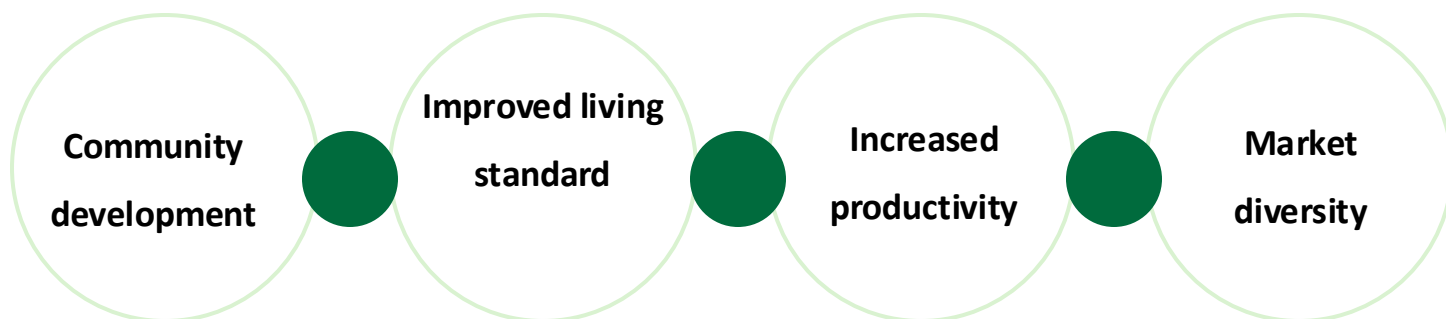 Community
development
Improved living
standard
Increased
productivity
Market
diversity